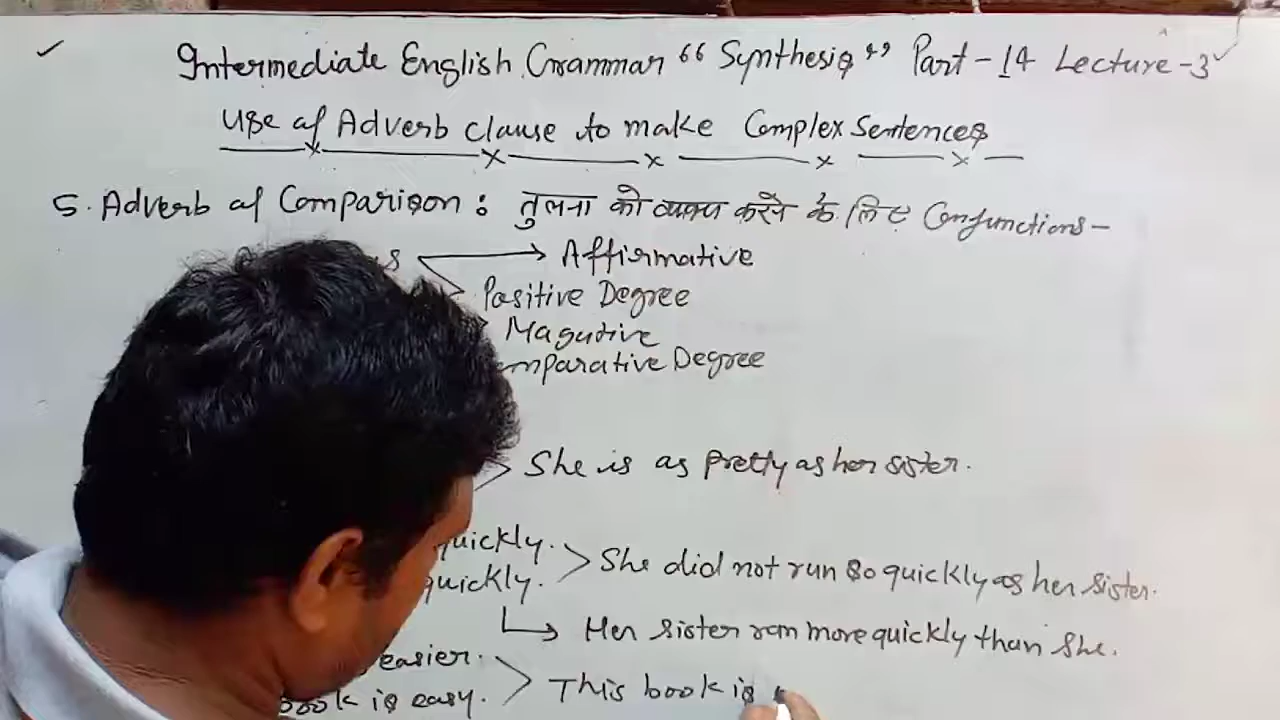 Intermediate English Grammar “ Synthesis ” Part - 14 Lecture - 3
Use of Adverb clause to make Complex Sentences
5. Adverb of Comparison : तुलना को व्यक्त करने के लिए Conjunctions -
Affirmative
Positive Degree
Magutive
Comparative Degree
She is as Pretty as her sister.
quickly.
quickly.
She did not run so quickly as her sister.
Her sister ran more quickly than she.
easier.
book is easy.
This book is